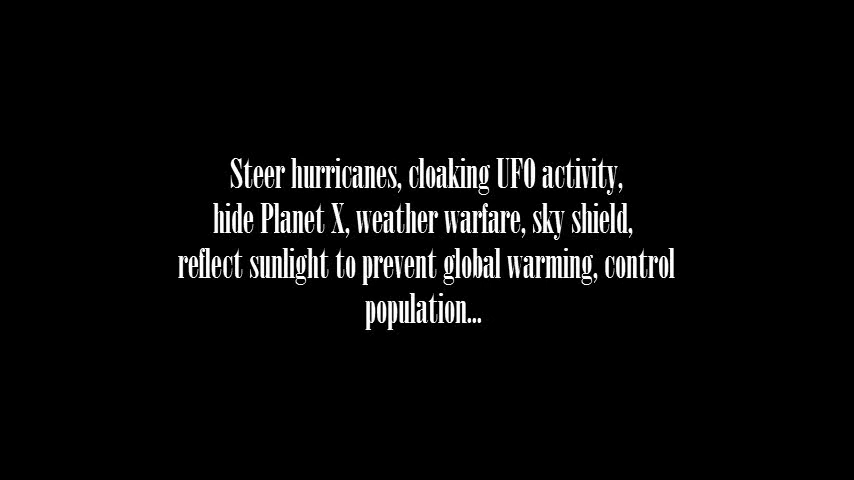 Steer hurricanes, cloaking UFO activity,
hide Planet X, weather warfare, sky shield,
reflect sunlight to prevent global warming, control
population...